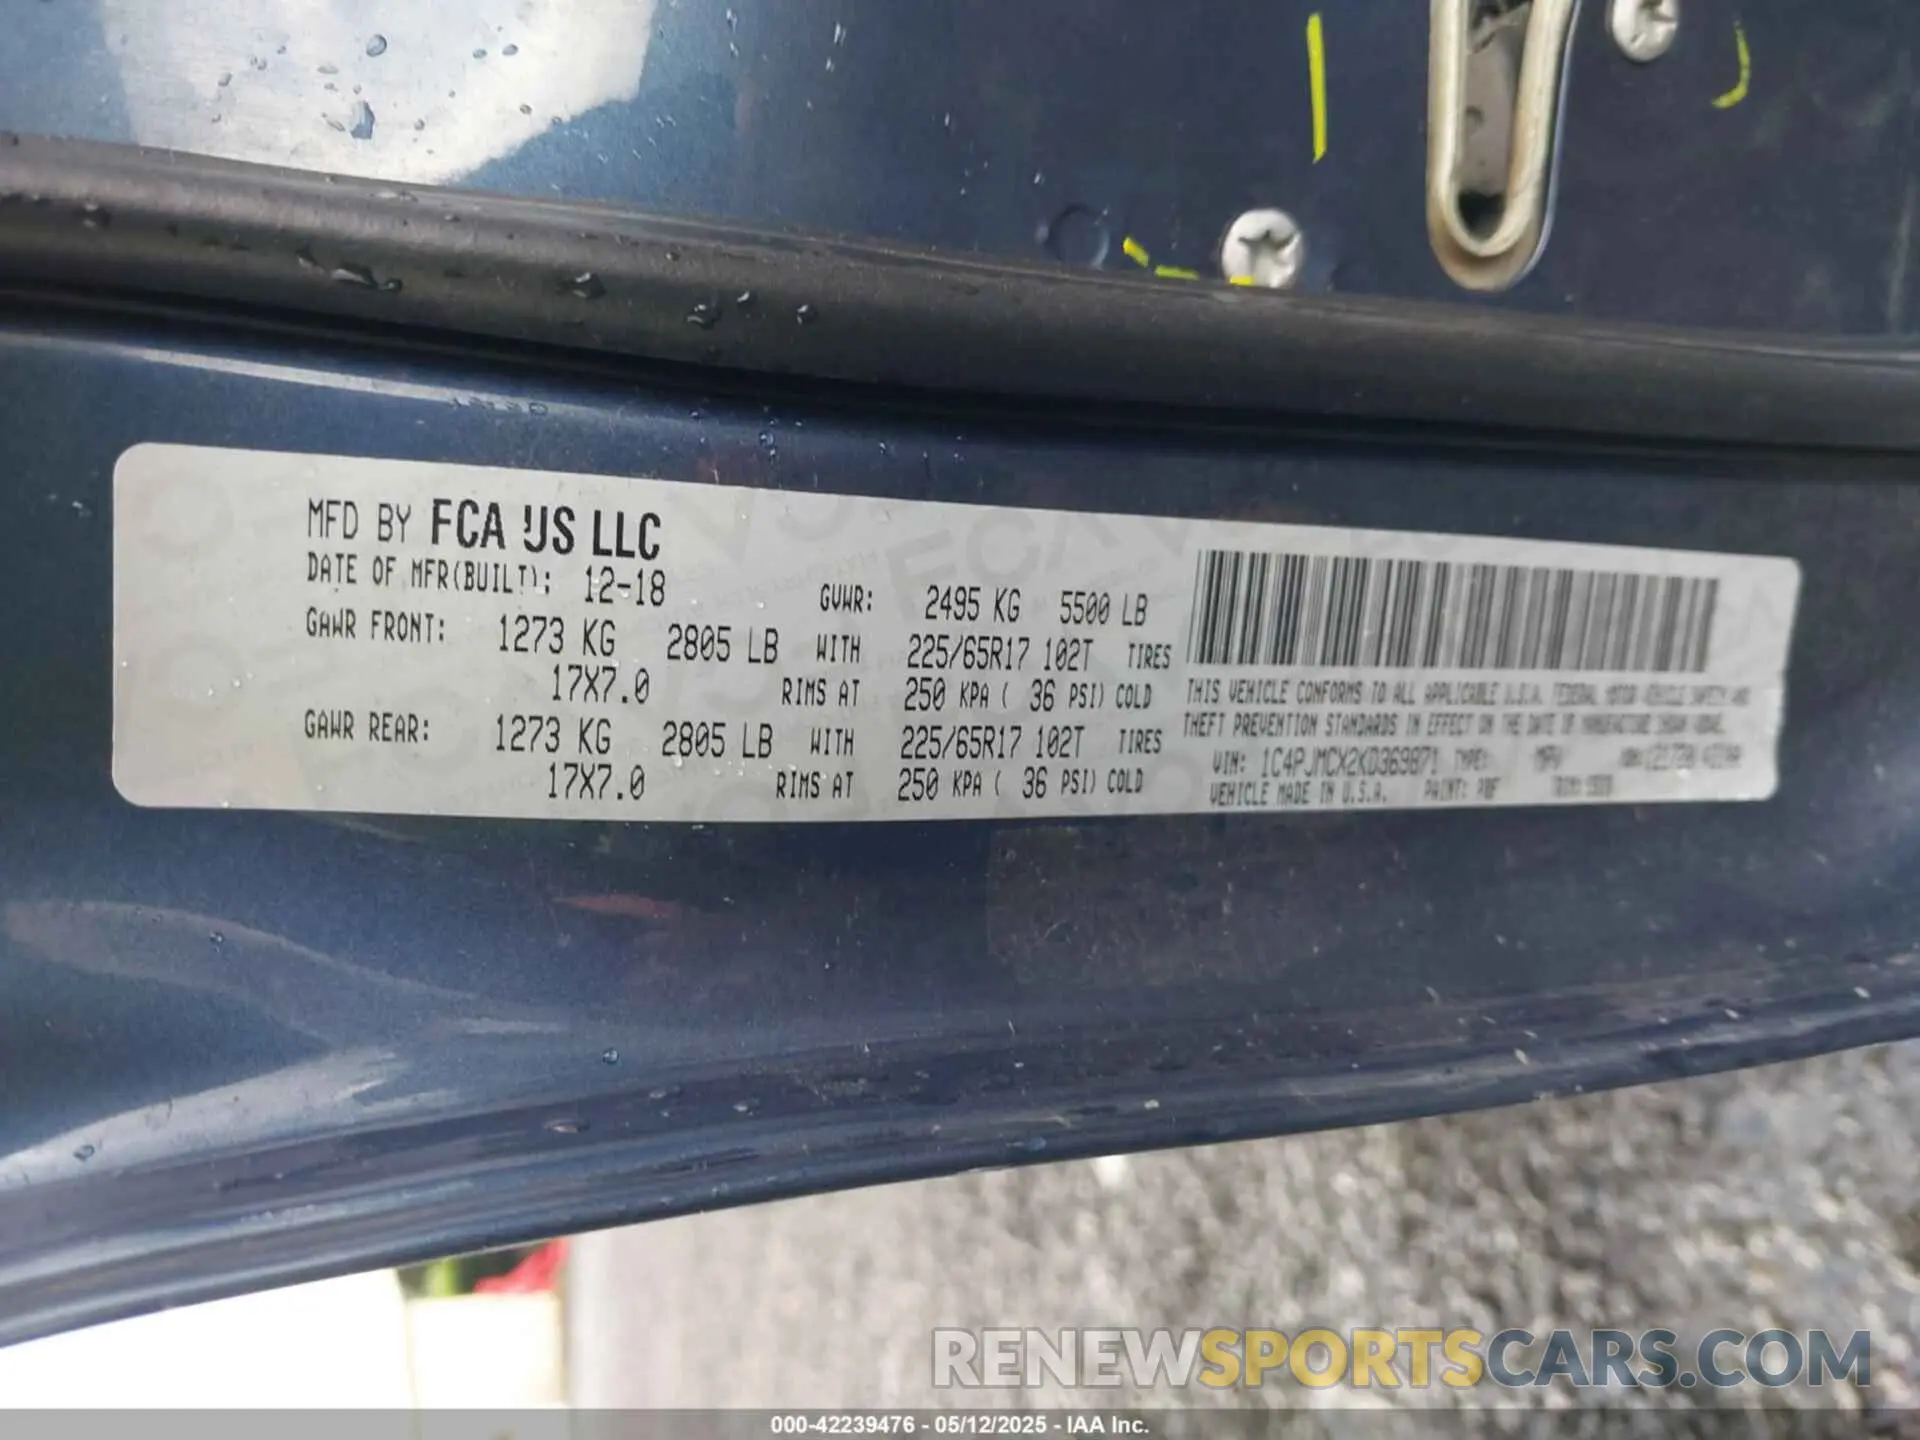 MFD BY FCA US LLC
DATE OF MFR(BUILT): 12-18 GVWR: 2495 KG 5500 LB
GAWR FRONT: 1273 KG 2805 LB WITH 225/65R17 102T TIRES
17X7.0 RIMS AT 250 KPA ( 36 PSI) COLD
GAWR REAR: 1273 KG 2805 LB WITH 225/65R17 102T TIRES
17X7.0 RIMS AT 250 KPA ( 36 PSI) COLD
THIS VEHICLE CONFORMS TO ALL APPLICABLE U.S.A. FEDERAL MOTOR VEHICLE SAFETY AND
THEFT PREVENTION STANDARDS IN EFFECT ON THE DATE OF MANUFACTURE SHOWN ABOVE.
VIN: 1C4PJMCX2KD369871 TYPE: MPV
VEHICLE MADE IN U.S.A. PAINT: PBF
RENEWSPORTSCARS.COM
000-42239476 - 05/12/2025 - IAA Inc.